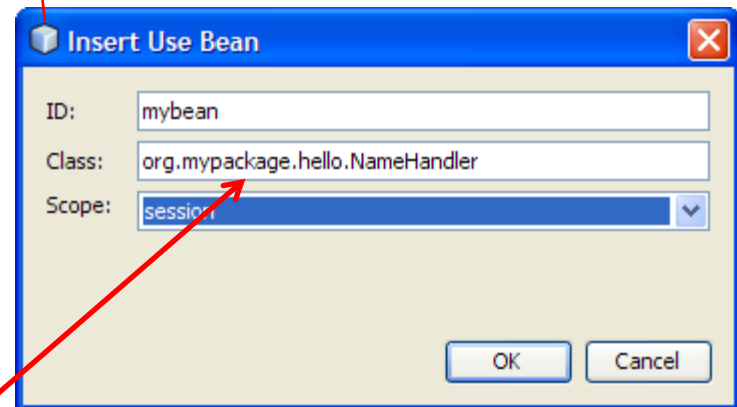 Insert Use Bean
ID: mybean
Class: org.mypackage.hello.NameHandler
Scope: session
OK Cancel